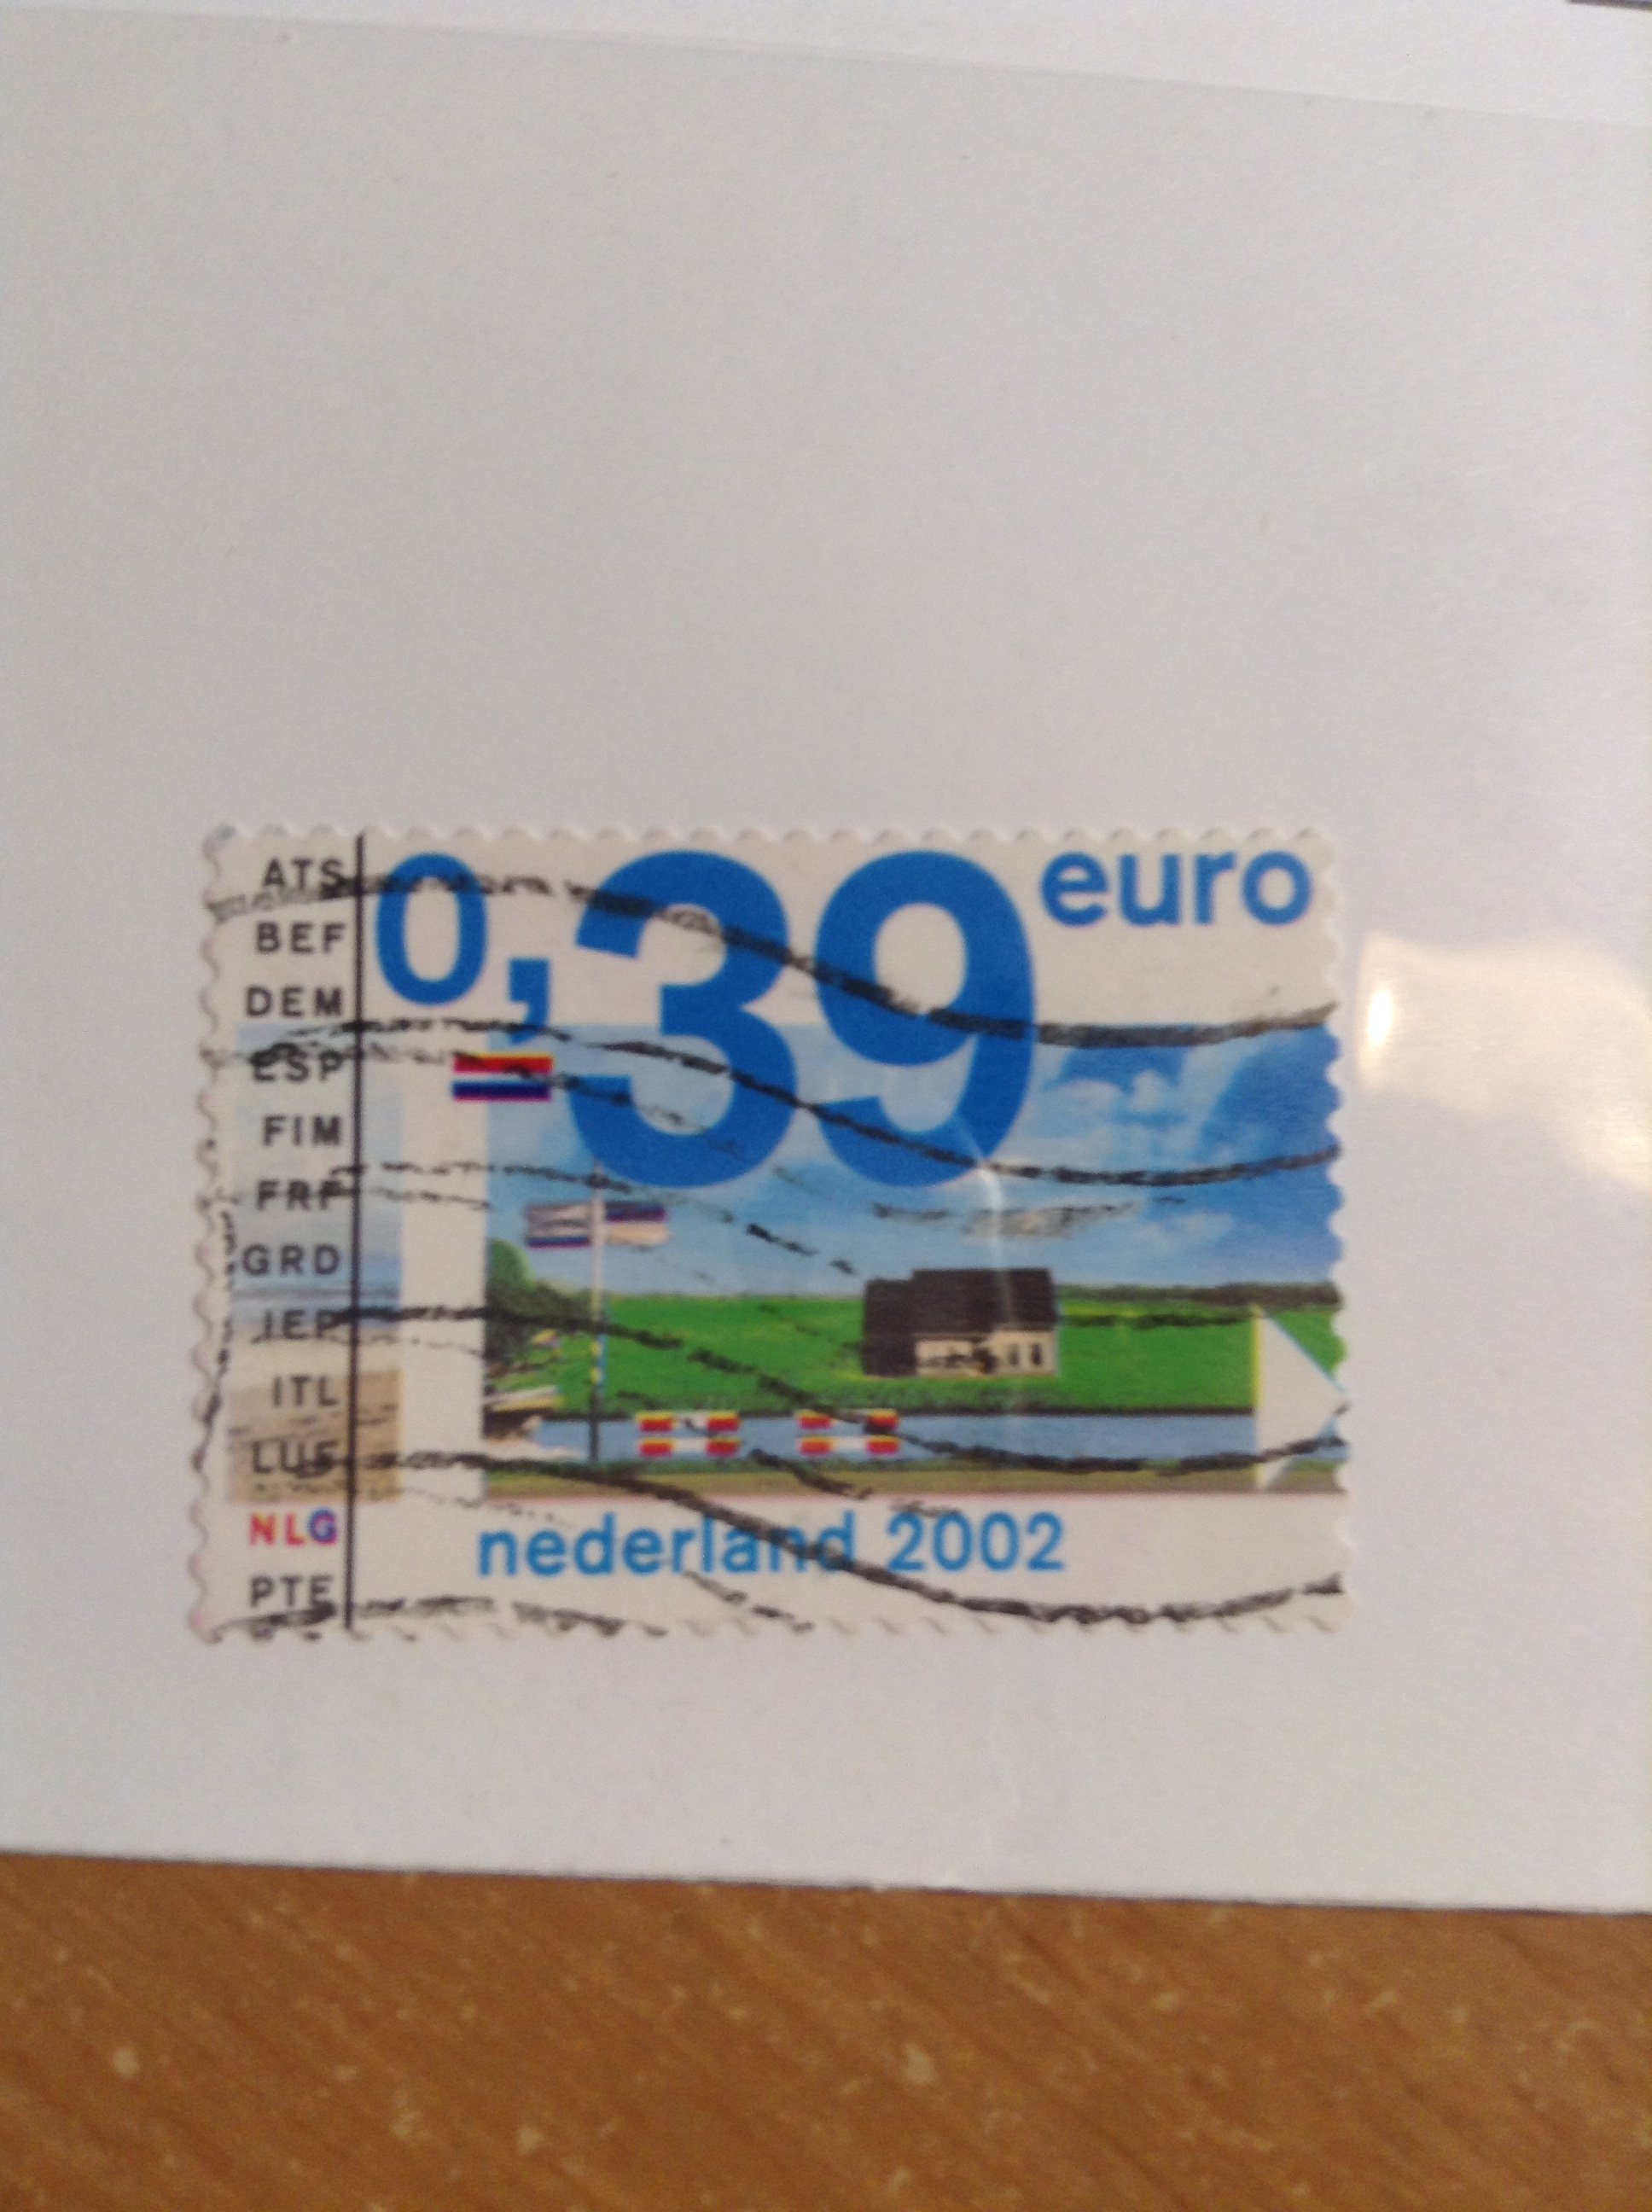 ATS
BEF
DEM
ESP
FIM
FRF
GRD
IEP
ITL
LUF
NLG
PTE
0,39 euro
nederland 2002